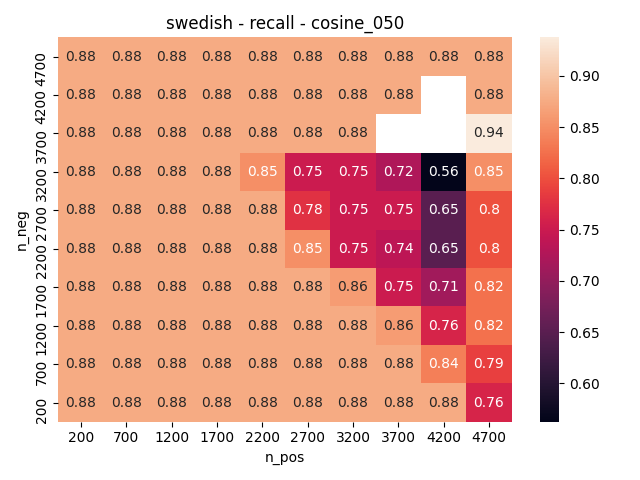 swedish - recall - cosine_050
4700 0.88 0.88 0.88 0.88 0.88 0.88 0.88 0.88 0.88 0.88
4200 0.88 0.88 0.88 0.88 0.88 0.88 0.88 0.88 0.88
3700 0.88 0.88 0.88 0.88 0.88 0.88 0.88 0.94
3200 0.88 0.88 0.88 0.88 0.85 0.75 0.75 0.72 0.56 0.85
2700 0.88 0.88 0.88 0.88 0.88 0.78 0.75 0.75 0.65 0.8
2200 0.88 0.88 0.88 0.88 0.88 0.85 0.75 0.74 0.65 0.8
1700 0.88 0.88 0.88 0.88 0.88 0.88 0.86 0.75 0.71 0.82
1200 0.88 0.88 0.88 0.88 0.88 0.88 0.88 0.86 0.76 0.82
700 0.88 0.88 0.88 0.88 0.88 0.88 0.88 0.88 0.84 0.79
200 0.88 0.88 0.88 0.88 0.88 0.88 0.88 0.88 0.88 0.76
200 700 1200 1700 2200 2700 3200 3700 4200 4700
n_pos
n_neg
0.90
0.85
0.80
0.75
0.70
0.65
0.60